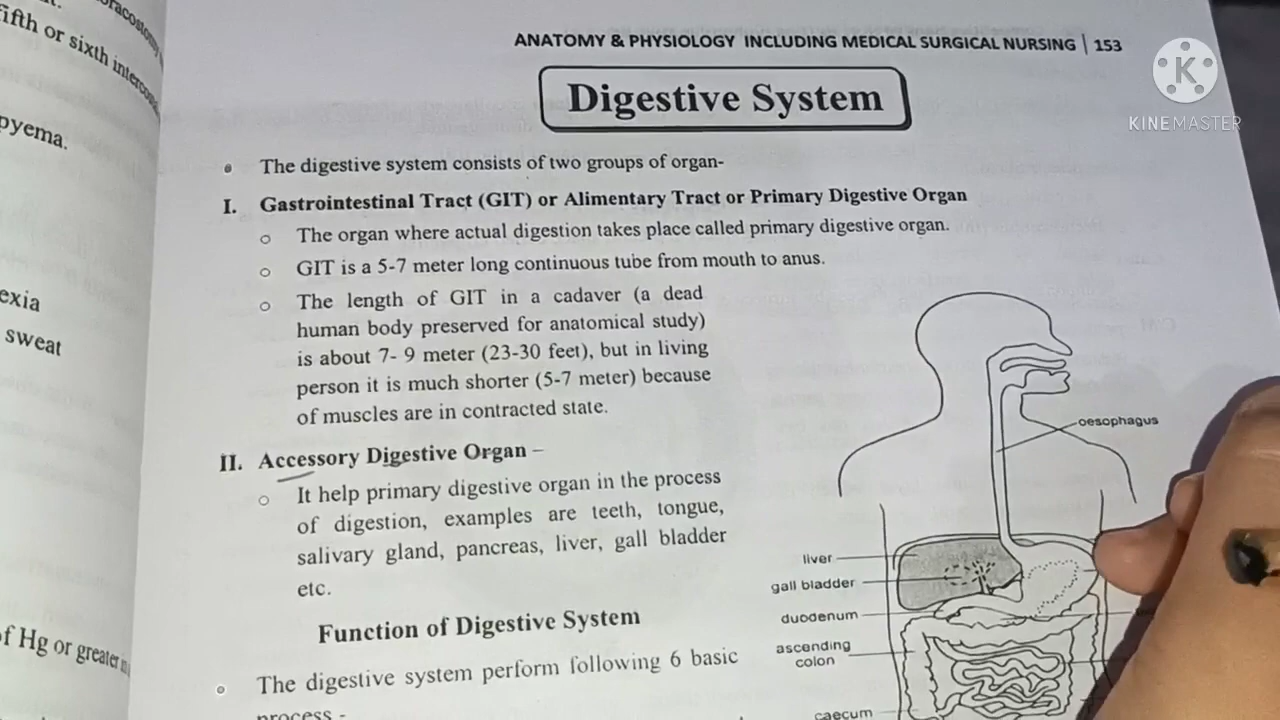 fifth or sixth
pyema.
exia
sweat
of Hg or greater
ANATOMY & PHYSIOLOGY INCLUDING MEDICAL SURGICAL NURSING | 153
K
KINEMASTER
Digestive System
The digestive system consists of two groups of organ-
I. Gastrointestinal Tract (GIT) or Alimentary Tract or Primary Digestive Organ
The organ where actual digestion takes place called primary digestive organ.
GIT is a 5-7 meter long continuous tube from mouth to anus.
The length of GIT in a cadaver (a dead
human body preserved for anatomical study)
is about 7- 9 meter (23-30 feet), but in living
person it is much shorter (5-7 meter) because
of muscles are in contracted state.
II. Accessory Digestive Organ –
It help primary digestive organ in the process
of digestion, examples are teeth, tongue,
salivary gland, pancreas, liver, gall bladder
etc.
Function of Digestive System
The digestive system perform following 6 basic
process -
oesophagus
liver
gall bladder
duodenum
ascending
colon
caecum